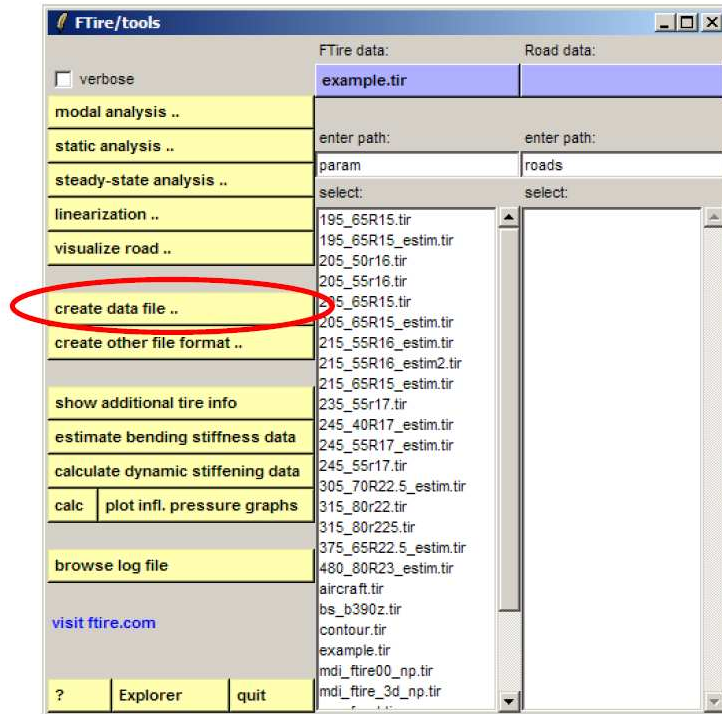 FTire/tools
FTire data:
Road data:
verbose
example.tir
modal analysis ..
static analysis ..
steady-state analysis ..
linearization ..
visualize road ..
create data file ..
create other file format ..
show additional tire info
estimate bending stiffness data
calculate dynamic stiffening data
calc
plot infl. pressure graphs
browse log file
visit ftire.com
?
Explorer
quit
enter path:
enter path:
param
roads
select:
select:
195_65R15.tir
195_65R15_estim.tir
205_50r16.tir
205_55r16.tir
205_65R15.tir
205_65R15_estim.tir
215_55R16_estim.tir
215_55R16_estim2.tir
215_65R15_estim.tir
235_55r17.tir
245_40R17_estim.tir
245_55R17_estim.tir
245_55r17.tir
305_70R22.5_estim.tir
315_80r22.tir
315_80r225.tir
375_65R22.5_estim.tir
480_80R23_estim.tir
aircraft.tir
bs_b390z.tir
contour.tir
example.tir
mdi_ftire00_np.tir
mdi_ftire_3d_np.tir